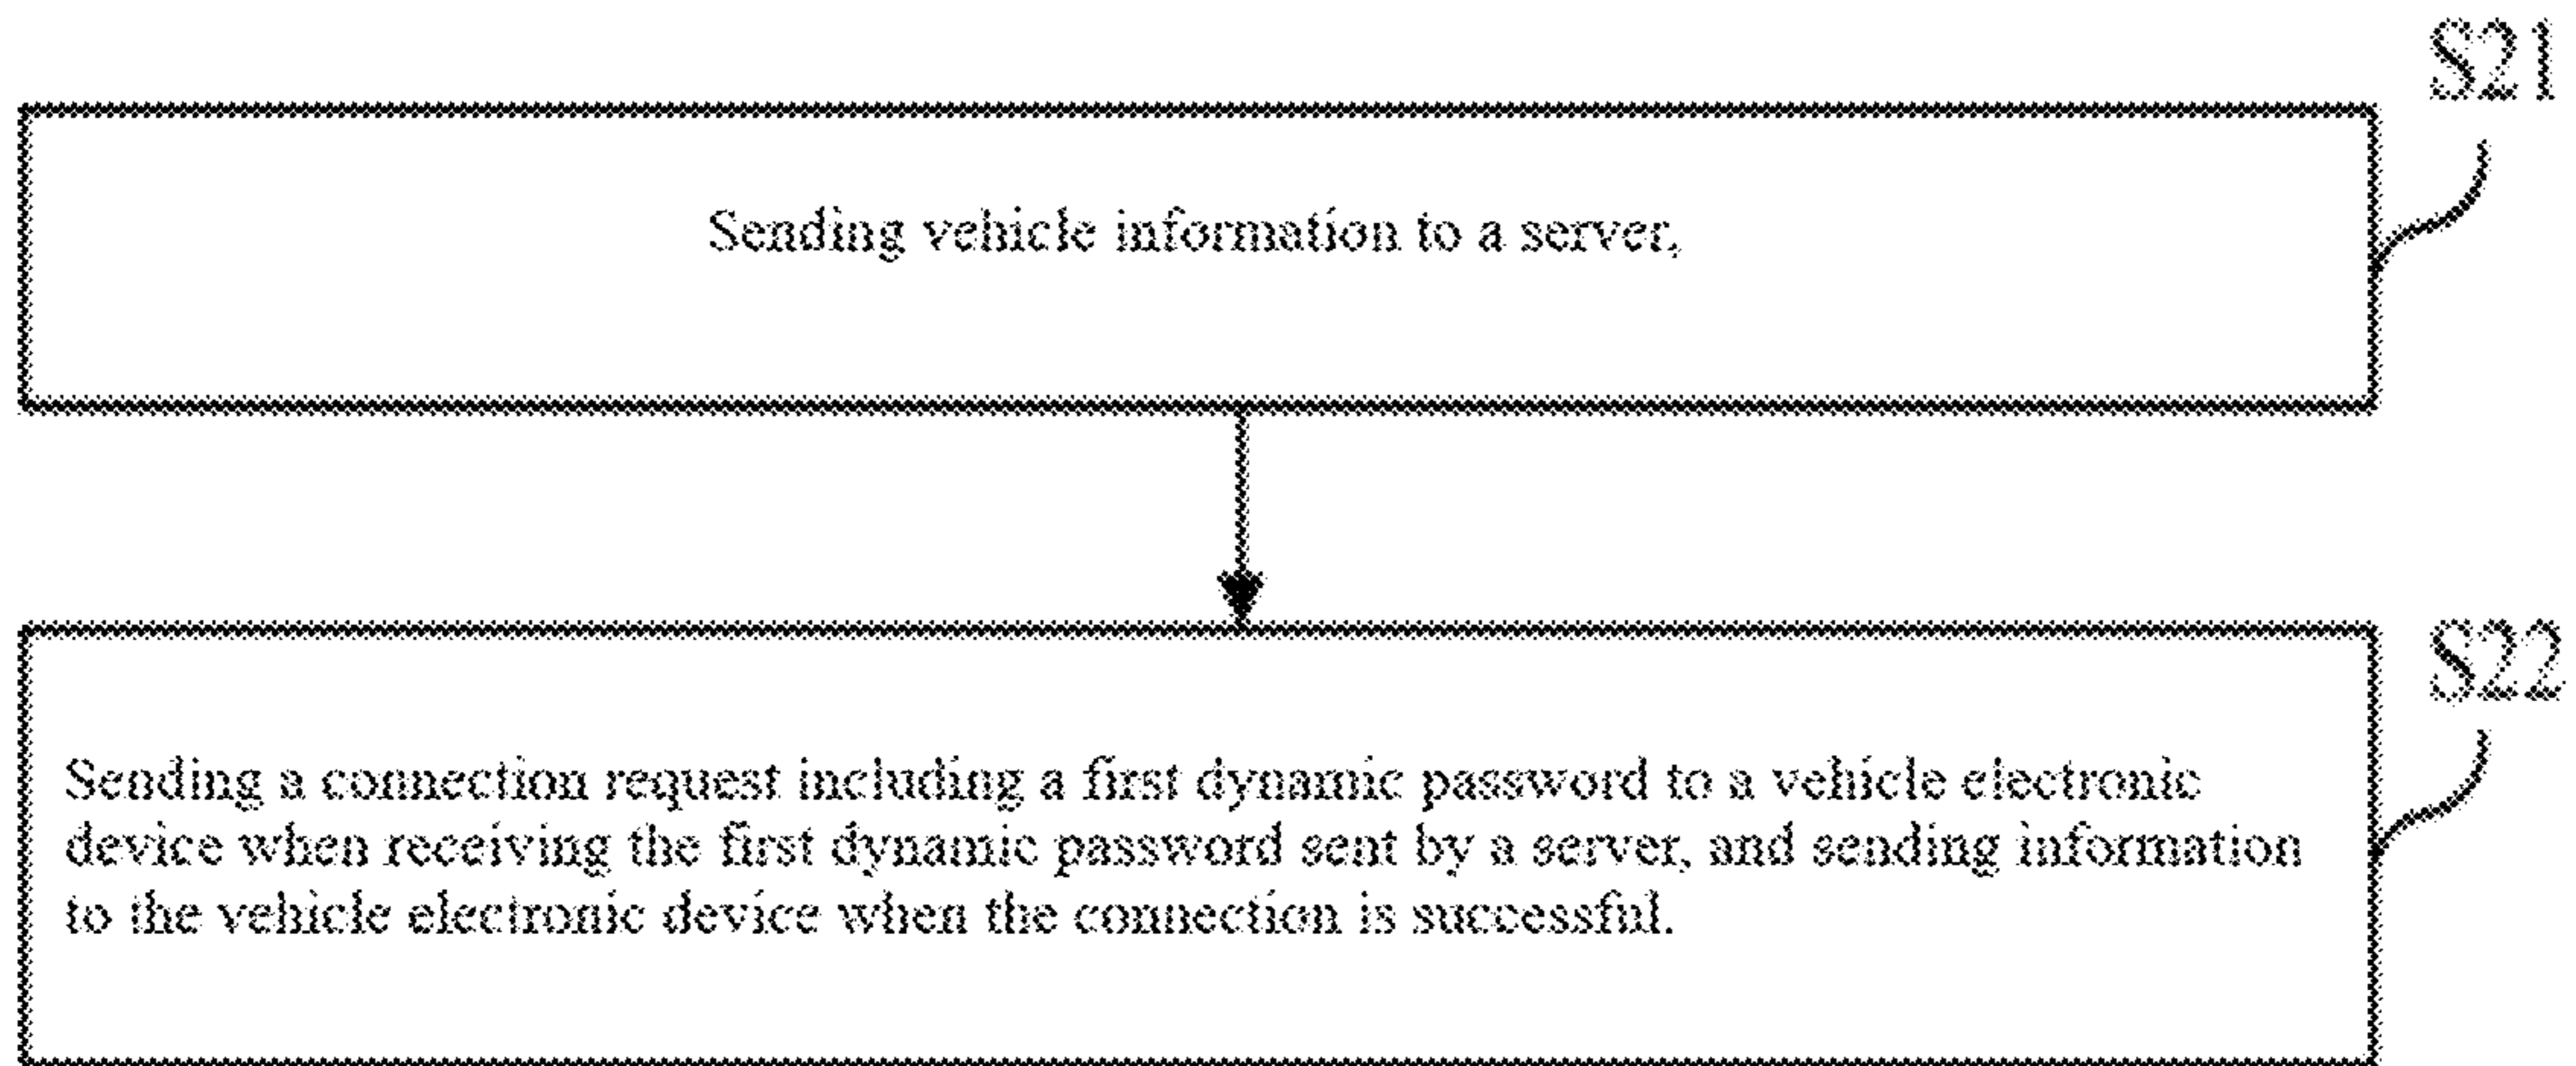 S21
Sending vehicle information to a server,
S22
Sending a connection request including a first dynamic password to a vehicle electronic
device when receiving the first dynamic password sent by a server, and sending information
to the vehicle electronic device when the connection is successful.